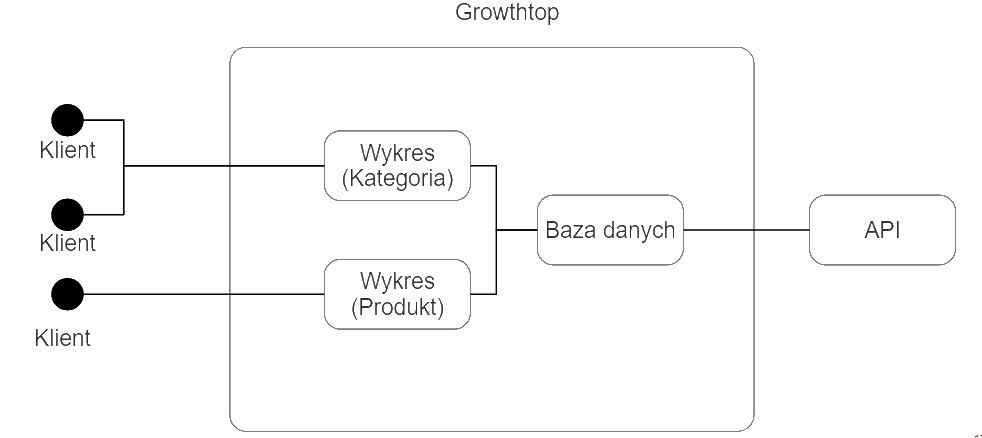 Growthtop
Klient
Klient
Klient
Wykres
(Kategoria)
Wykres
(Produkt)
Baza danych
API